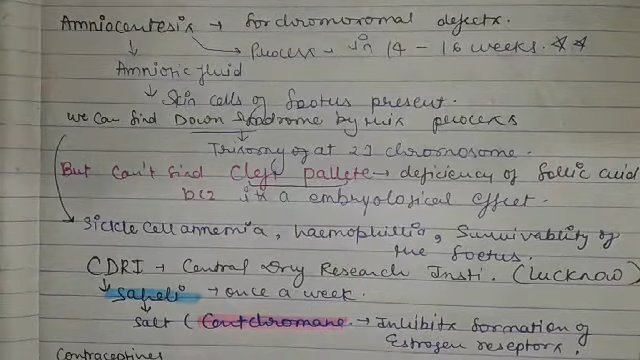 Amniocentesis → for chromosomal defects.
↓ → Process → in 14 - 16 weeks. ☆☆
Amniotic fluid
↓ Skin cells of foetus present.
we can find Down Syndrome by this process
↓
Trisomy of at 21 chromosome.
But can't find Cleft pallete → deficiency of follic acid
bcz it's a embryological effect.
→ Sickle cell annemia, haemophillia, Survivability of
the foetus.
CDRI → Central Drug Research Insti. (Lucknow)
↓ saheli → once a week.
↓
salt (Centchromane → Inhibits formation of
Estrogen reseptors.
Contraceptives